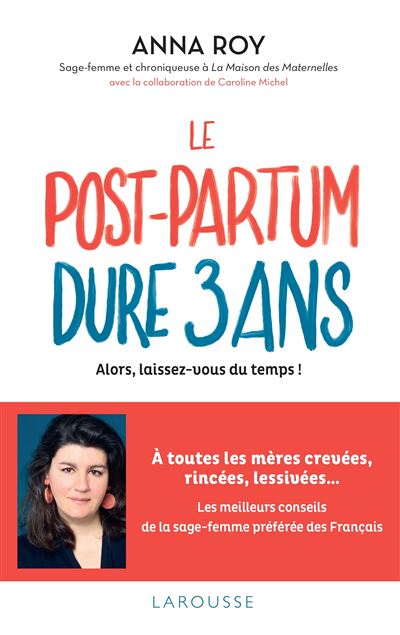 ANNA ROY
Sage-femme et chroniqueuse à La Maison des Maternelles
avec la collaboration de Caroline Michel
LE
POST-PARTUM
DURE 3 ANS
Alors, laissez-vous du temps !
À toutes les mères crevées,
rincées, lessivées...
Les meilleurs conseils
de la sage-femme préférée des Français
LAROUSSE